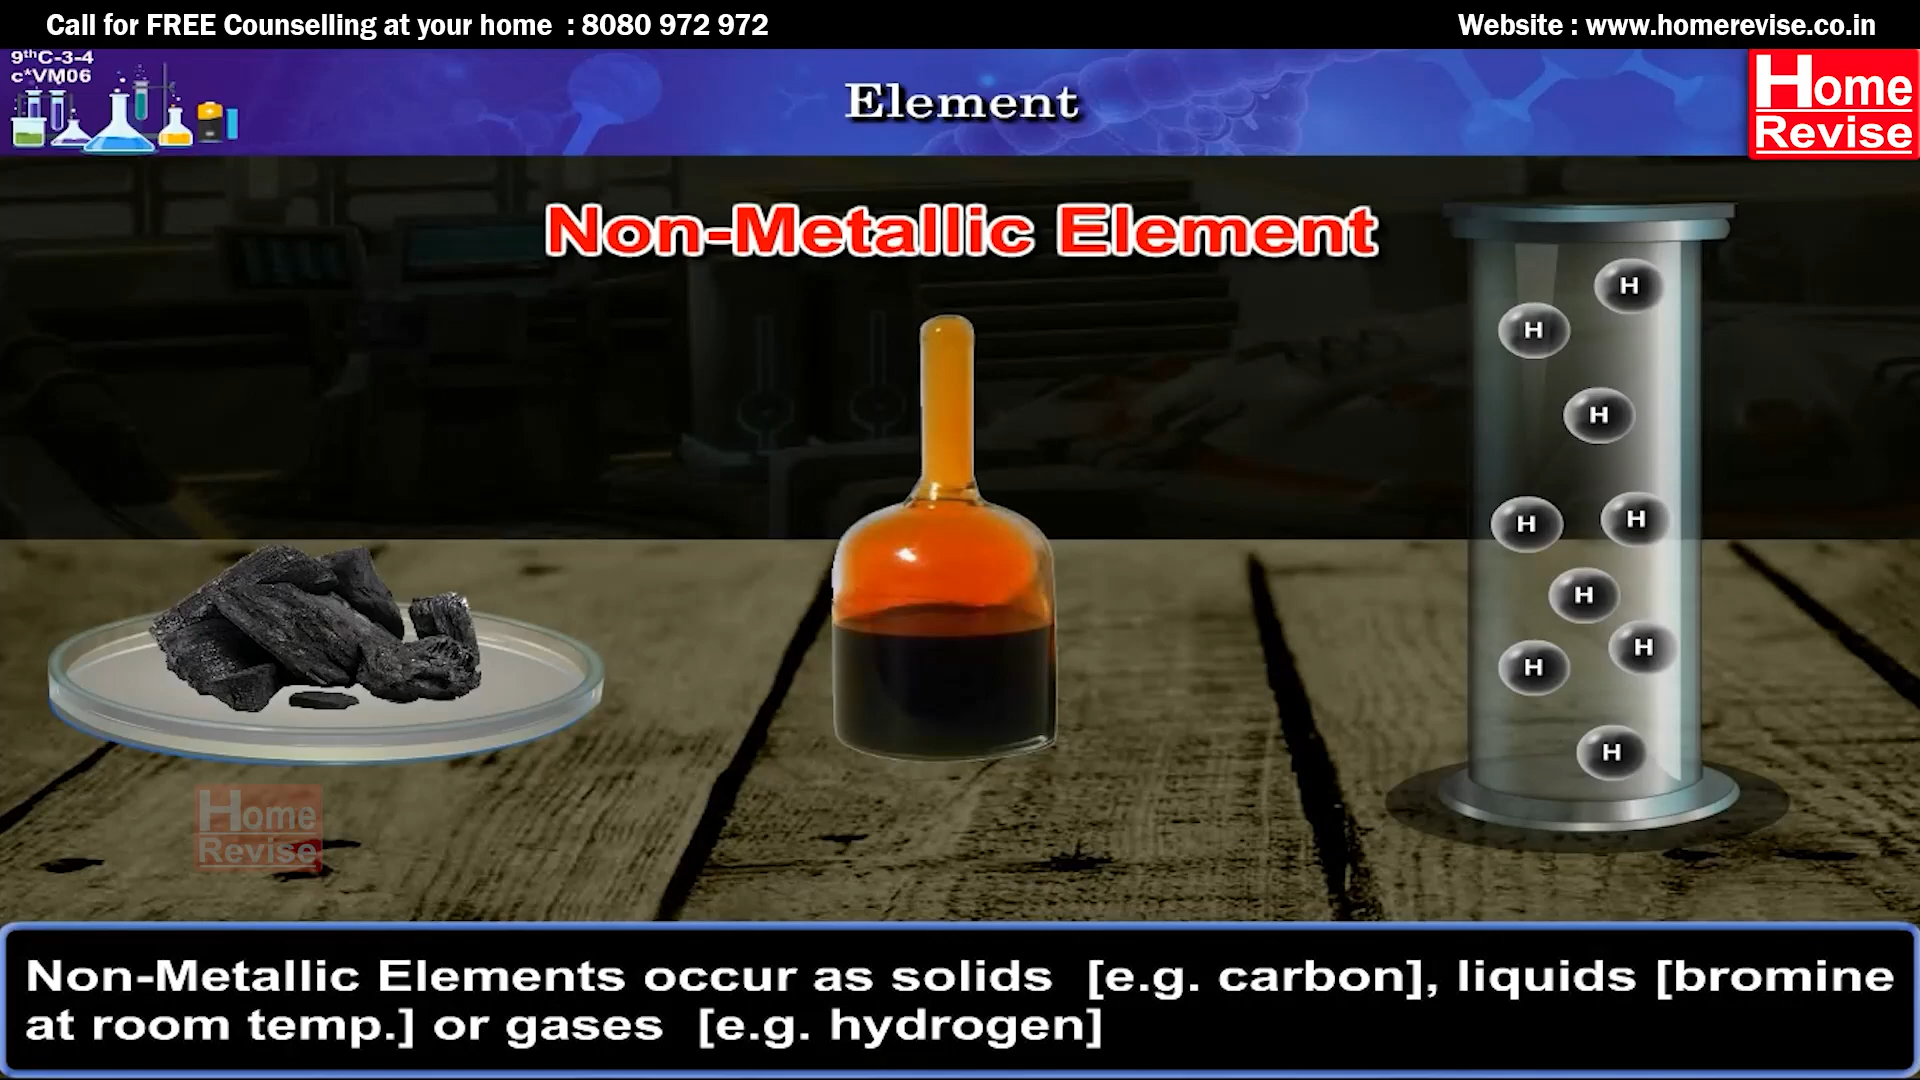 Call for FREE Counselling at your home : 8080 972 972
Website : www.homerevise.co.in
9thC-3-4
c*VM06
Element
Home
Revise
Non-Metallic Element
H
H
H
H
H
H
H
H
H
Home
Revise
Non-Metallic Elements occur as solids [e.g. carbon], liquids [bromine
at room temp.] or gases [e.g. hydrogen]